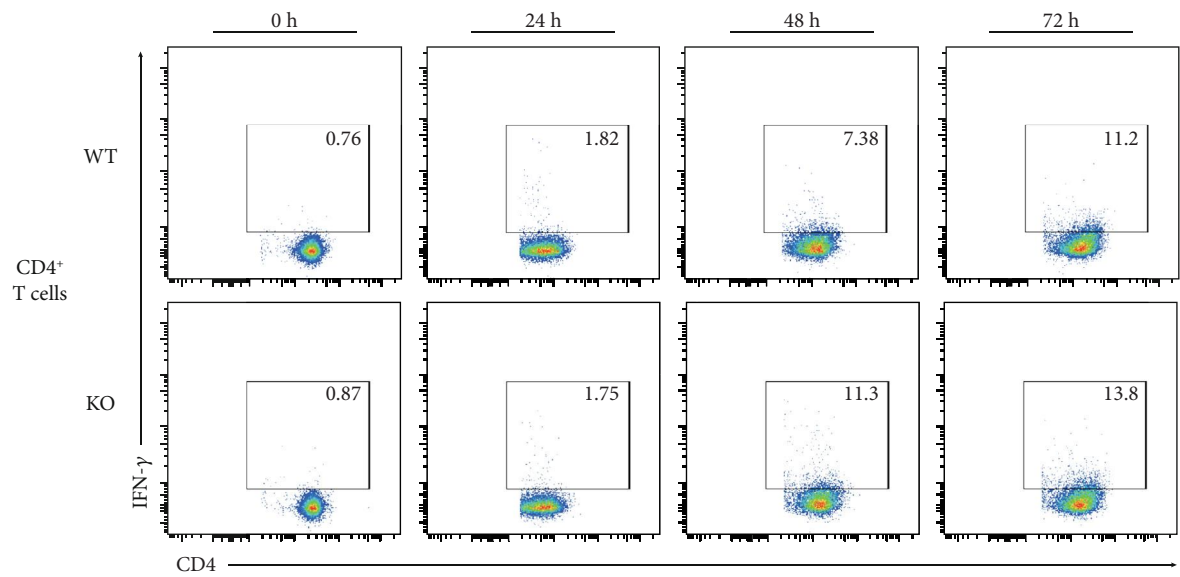 0 h 24 h 48 h 72 h
WT
0.76 1.82 7.38 11.2
CD4⁺
T cells
KO
0.87 1.75 11.3 13.8
IFN-γ
CD4